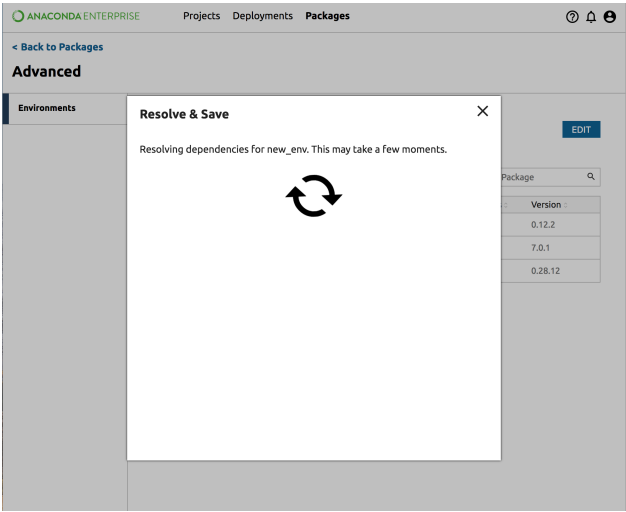 ANACONDA ENTERPRISE
Projects Deployments Packages
< Back to Packages
Advanced
Environments
Resolve & Save
EDIT
Resolving dependencies for new_env. This may take a few moments.
Package
Version
0.12.2
7.0.1
0.28.12